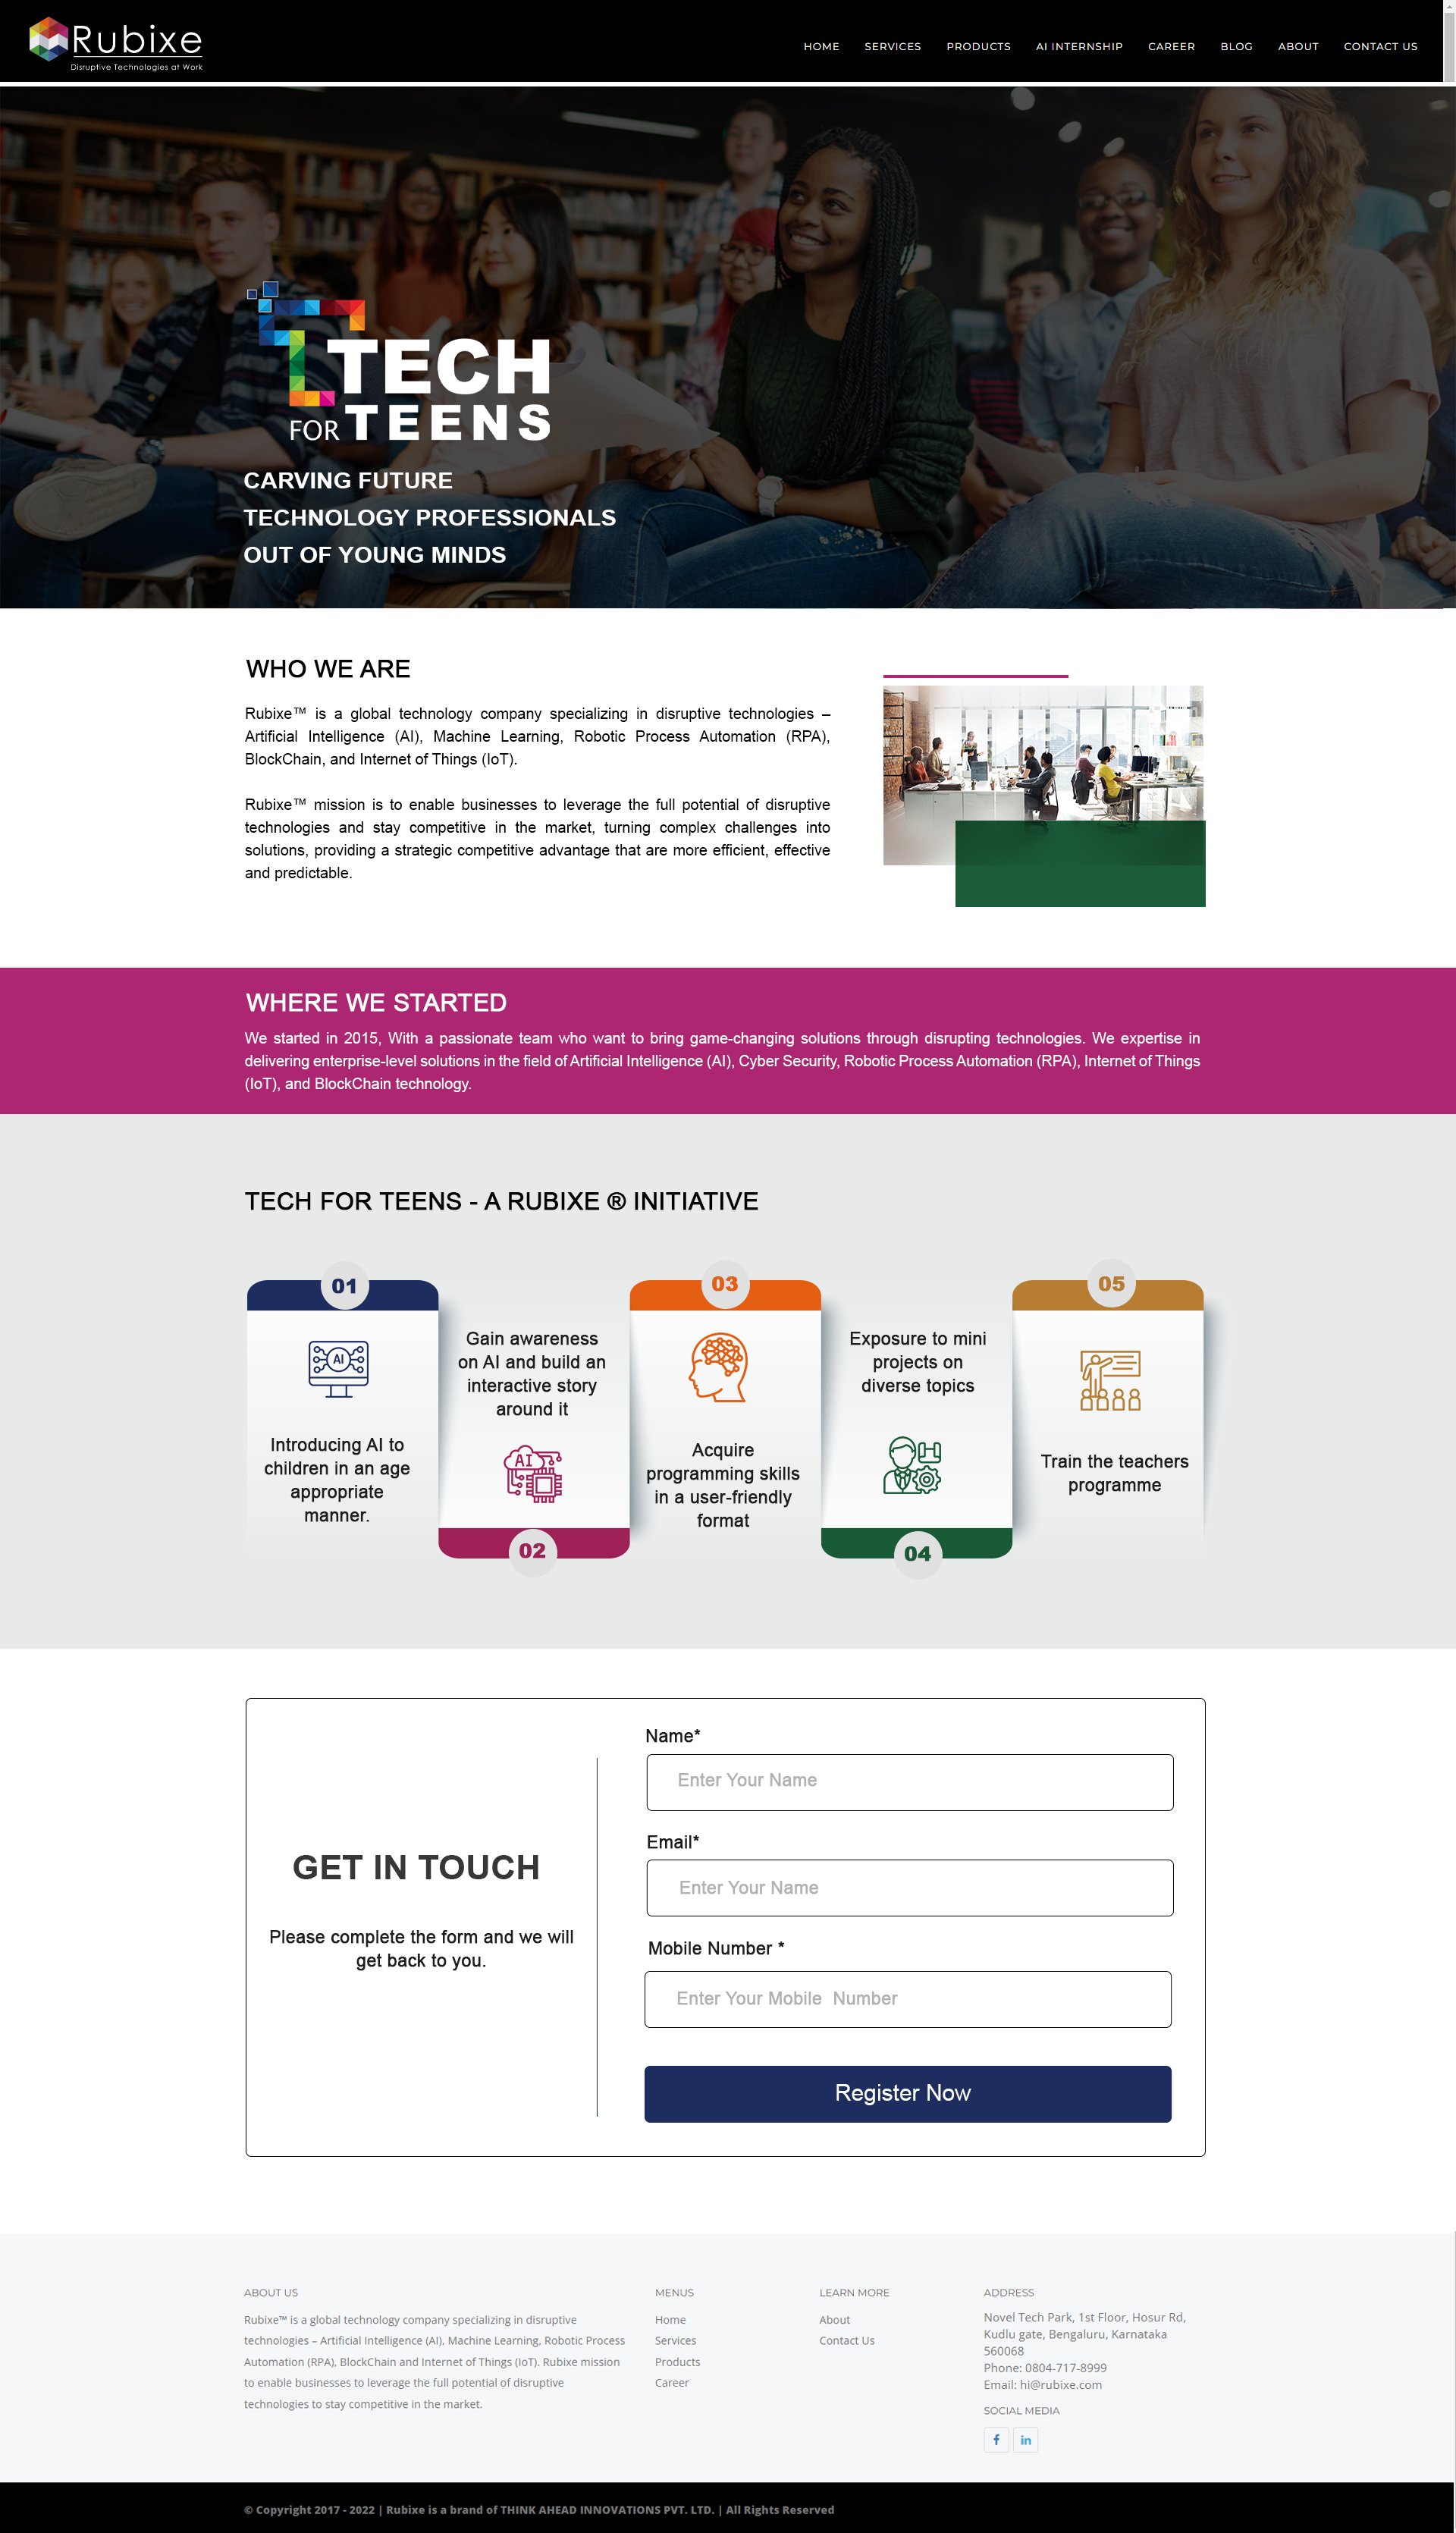 Rubixe
Disruptive Technologies at Work
HOME SERVICES PRODUCTS AI INTERNSHIP CAREER BLOG ABOUT CONTACT US
TECH
FOR TEENS
CARVING FUTURE
TECHNOLOGY PROFESSIONALS
OUT OF YOUNG MINDS
WHO WE ARE
Rubixe™ is a global technology company specializing in disruptive technologies –
Artificial Intelligence (AI), Machine Learning, Robotic Process Automation (RPA),
BlockChain, and Internet of Things (IoT).
Rubixe™ mission is to enable businesses to leverage the full potential of disruptive
technologies and stay competitive in the market, turning complex challenges into
solutions, providing a strategic competitive advantage that are more efficient, effective
and predictable.
WHERE WE STARTED
We started in 2015, With a passionate team who want to bring game-changing solutions through disrupting technologies. We expertise in
delivering enterprise-level solutions in the field of Artificial Intelligence (AI), Cyber Security, Robotic Process Automation (RPA), Internet of Things
(IoT), and BlockChain technology.
TECH FOR TEENS - A RUBIXE ® INITIATIVE
01
AI
Introducing AI to
children in an age
appropriate
manner.
Gain awareness
on AI and build an
interactive story
around it
AI
02
03
Acquire
programming skills
in a user-friendly
format
Exposure to mini
projects on
diverse topics
04
05
Train the teachers
programme
GET IN TOUCH
Please complete the form and we will
get back to you.
Name*
Enter Your Name
Email*
Enter Your Name
Mobile Number *
Enter Your Mobile  Number
Register Now
ABOUT US
Rubixe™ is a global technology company specializing in disruptive
technologies – Artificial Intelligence (AI), Machine Learning, Robotic Process
Automation (RPA), BlockChain and Internet of Things (IoT). Rubixe mission
to enable businesses to leverage the full potential of disruptive
technologies to stay competitive in the market.
MENUS
Home
Services
Products
Career
LEARN MORE
About
Contact Us
ADDRESS
Novel Tech Park, 1st Floor, Hosur Rd,
Kudlu gate, Bengaluru, Karnataka
560068
Phone: 0804-717-8999
Email: hi@rubixe.com
SOCIAL MEDIA
f in
© Copyright 2017 - 2022 | Rubixe is a brand of THINK AHEAD INNOVATIONS PVT. LTD. | All Rights Reserved